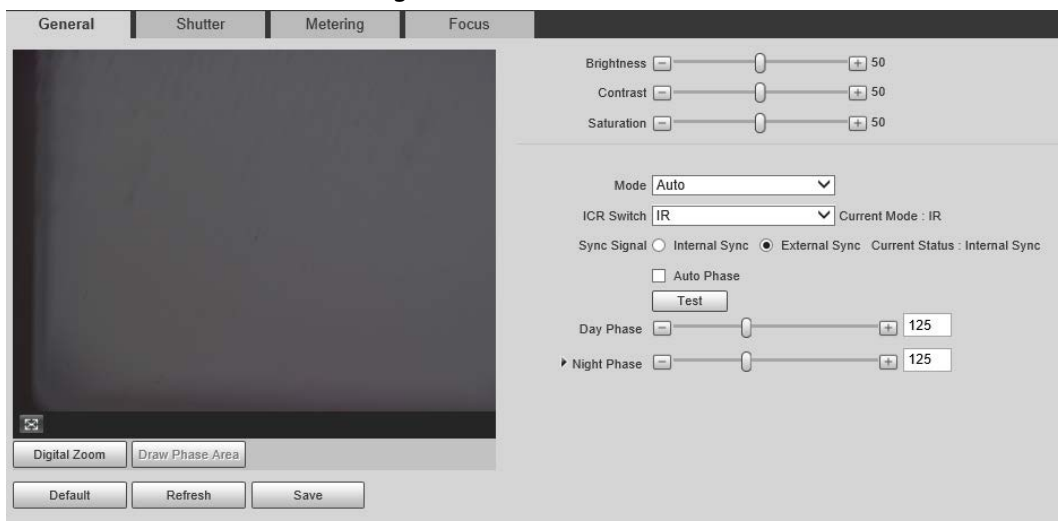 General Shutter Metering Focus
Brightness 50
Contrast 50
Saturation 50
Mode Auto
ICR Switch IR Current Mode : IR
Sync Signal Internal Sync External Sync Current Status : Internal Sync
Auto Phase
Test
Day Phase 125
Night Phase 125
Digital Zoom Draw Phase Area
Default Refresh Save